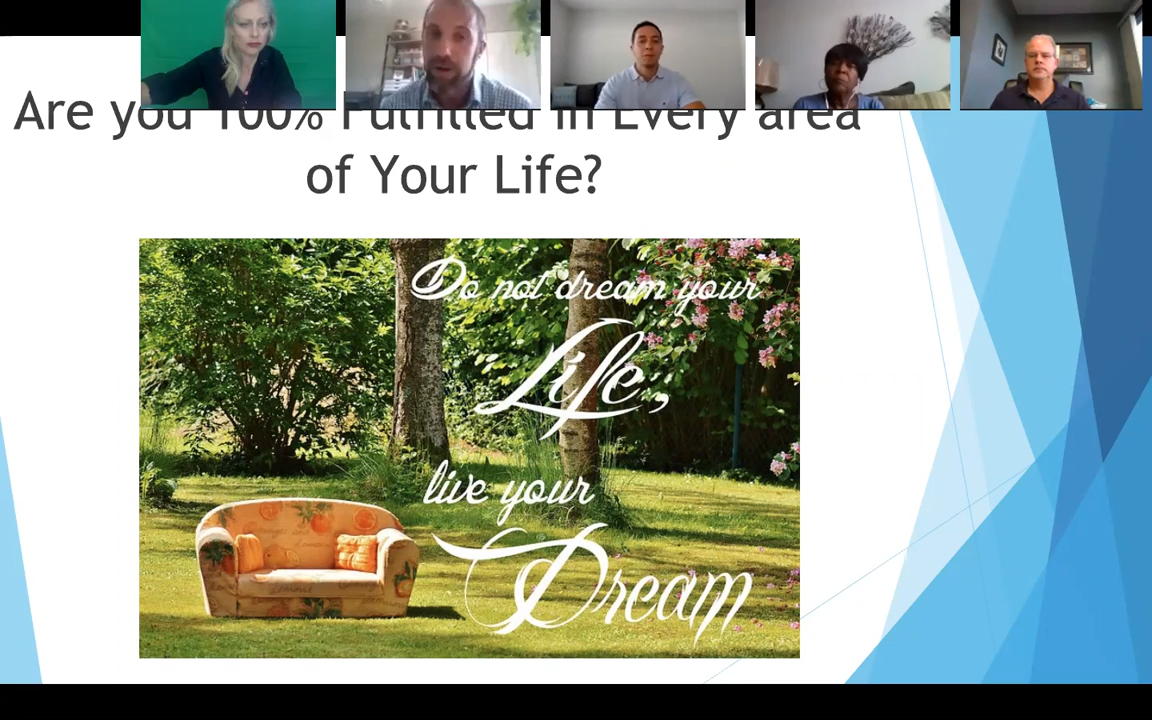 Are you 100% Fulfilled in Every area
of Your Life?
Do not dream your
Life,
live your
Dream